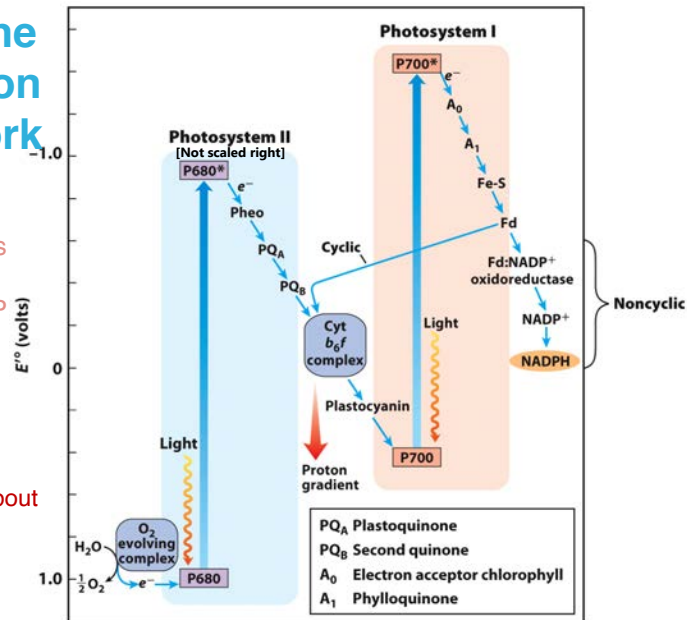 ne
on
ork
s
P
bout
Photosystem I
P700*
e⁻
A₀
A₁
Fe-S
Fd
Fd:NADP⁺
oxidoreductase
NADP⁺
NADPH
Noncyclic
Photosystem II
[Not scaled right]
P680*
e⁻
Pheo
PQA
PQB
Cyclic
Cyt
b₆f
complex
Plastocyanin
Proton
gradient
Light
P700
Light
O₂
evolving
complex
H₂O
½O₂
e⁻
P680
–1.0
0
1.0
E′° (volts)
PQA Plastoquinone
PQB Second quinone
A₀ Electron acceptor chlorophyll
A₁ Phylloquinone